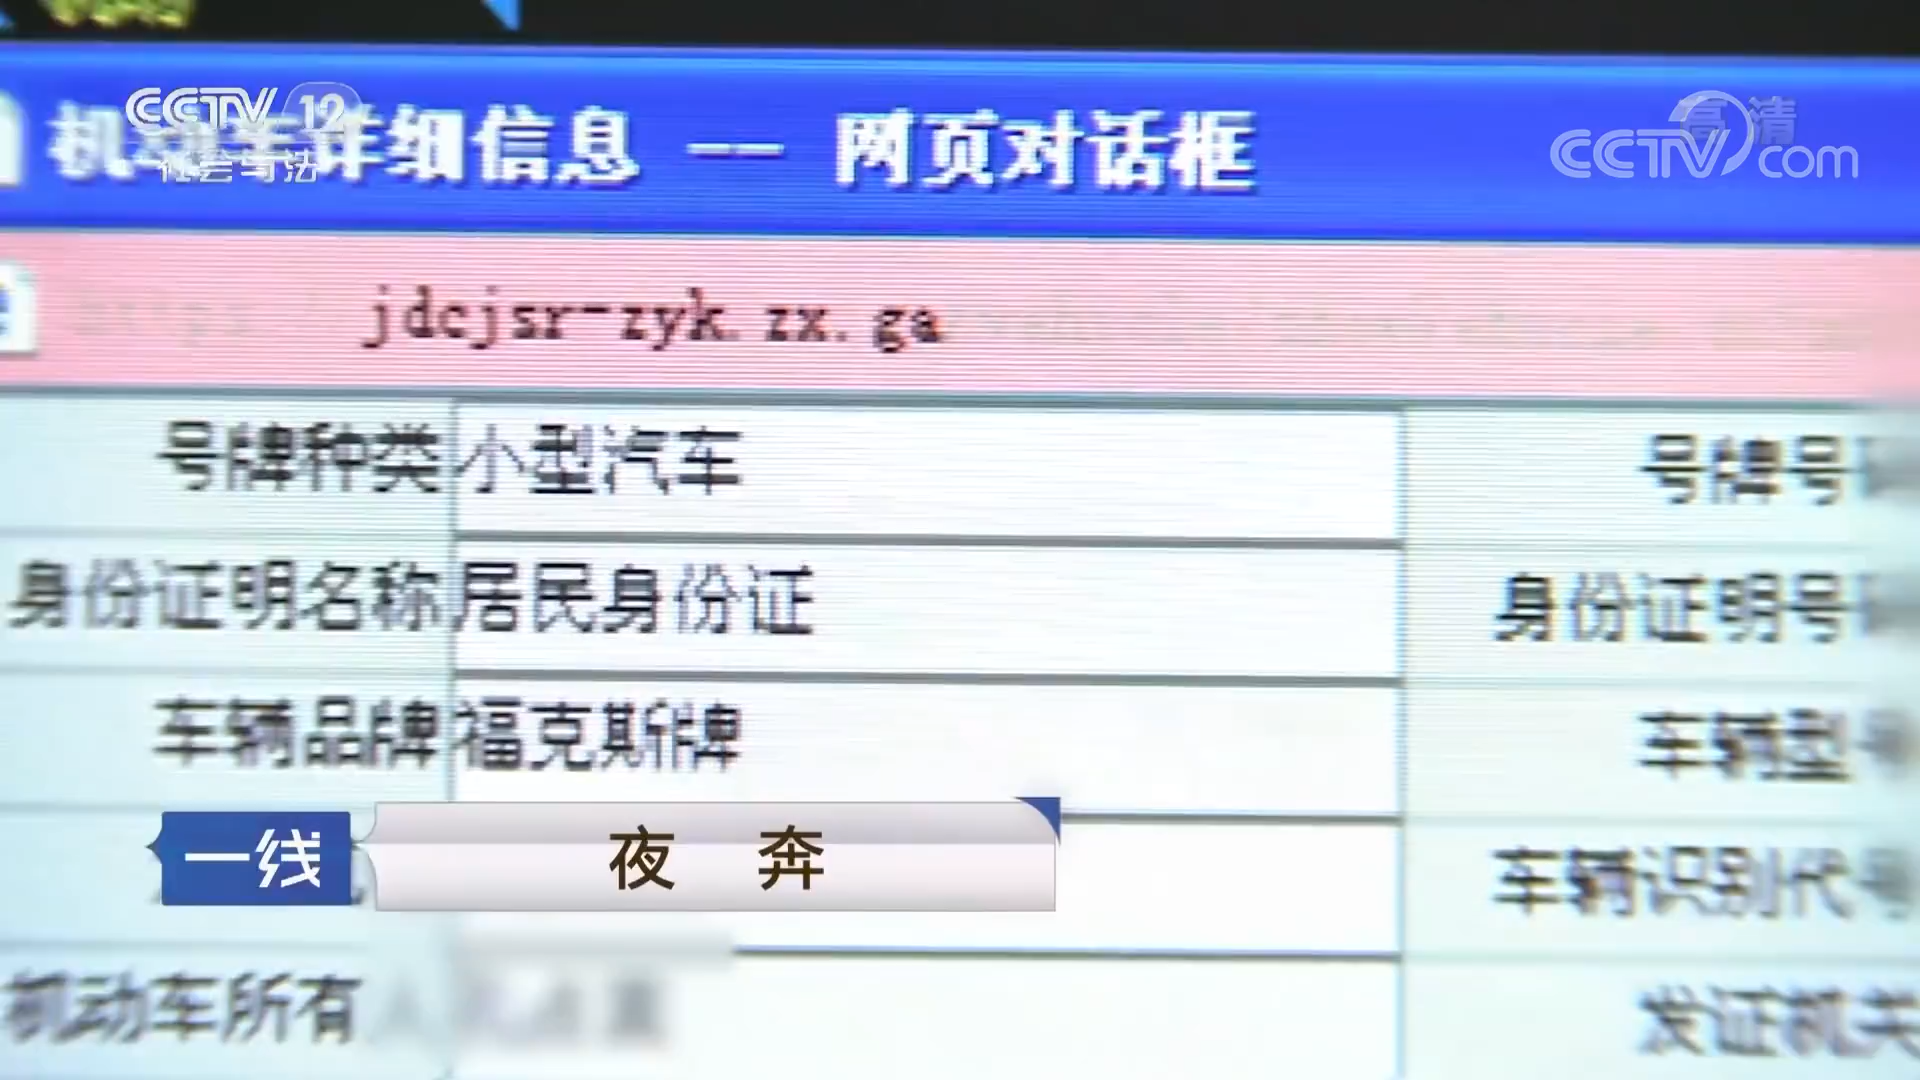 CCTV 12
社会与法
高清
CCTV com
机动车详细信息 -- 网页对话框
jdcjsr-zyk.zx.ga
号牌种类 小型汽车 号牌号
身份证明名称 居民身份证 身份证明号
车辆品牌 福克斯牌 车辆型号
一线 夜 奔
车辆识别代号
机动车所有人
发证机关